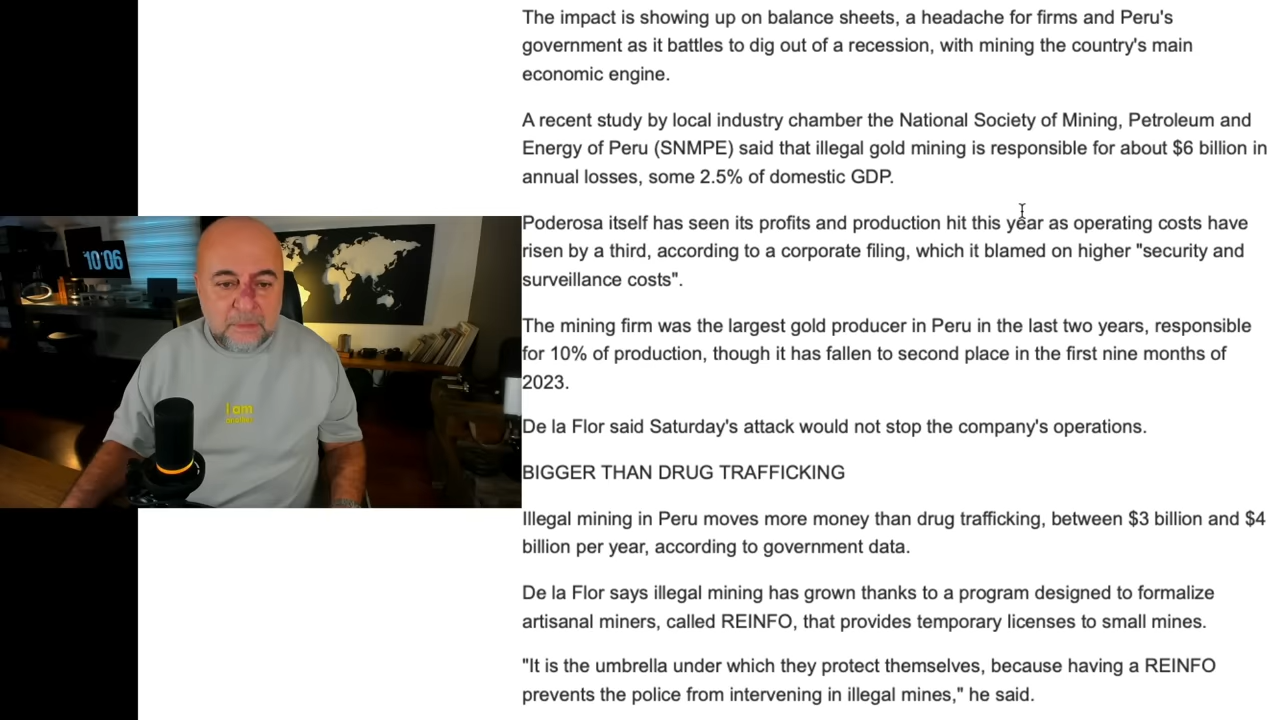 The impact is showing up on balance sheets, a headache for firms and Peru's
government as it battles to dig out of a recession, with mining the country's main
economic engine.
A recent study by local industry chamber the National Society of Mining, Petroleum and
Energy of Peru (SNMPE) said that illegal gold mining is responsible for about $6 billion in
annual losses, some 2.5% of domestic GDP.
Poderosa itself has seen its profits and production hit this year as operating costs have
risen by a third, according to a corporate filing, which it blamed on higher "security and
surveillance costs".
The mining firm was the largest gold producer in Peru in the last two years, responsible
for 10% of production, though it has fallen to second place in the first nine months of
2023.
De la Flor said Saturday's attack would not stop the company's operations.
BIGGER THAN DRUG TRAFFICKING
Illegal mining in Peru moves more money than drug trafficking, between $3 billion and $4
billion per year, according to government data.
De la Flor says illegal mining has grown thanks to a program designed to formalize
artisanal miners, called REINFO, that provides temporary licenses to small mines.
"It is the umbrella under which they protect themselves, because having a REINFO
prevents the police from intervening in illegal mines," he said.
10:06
I am